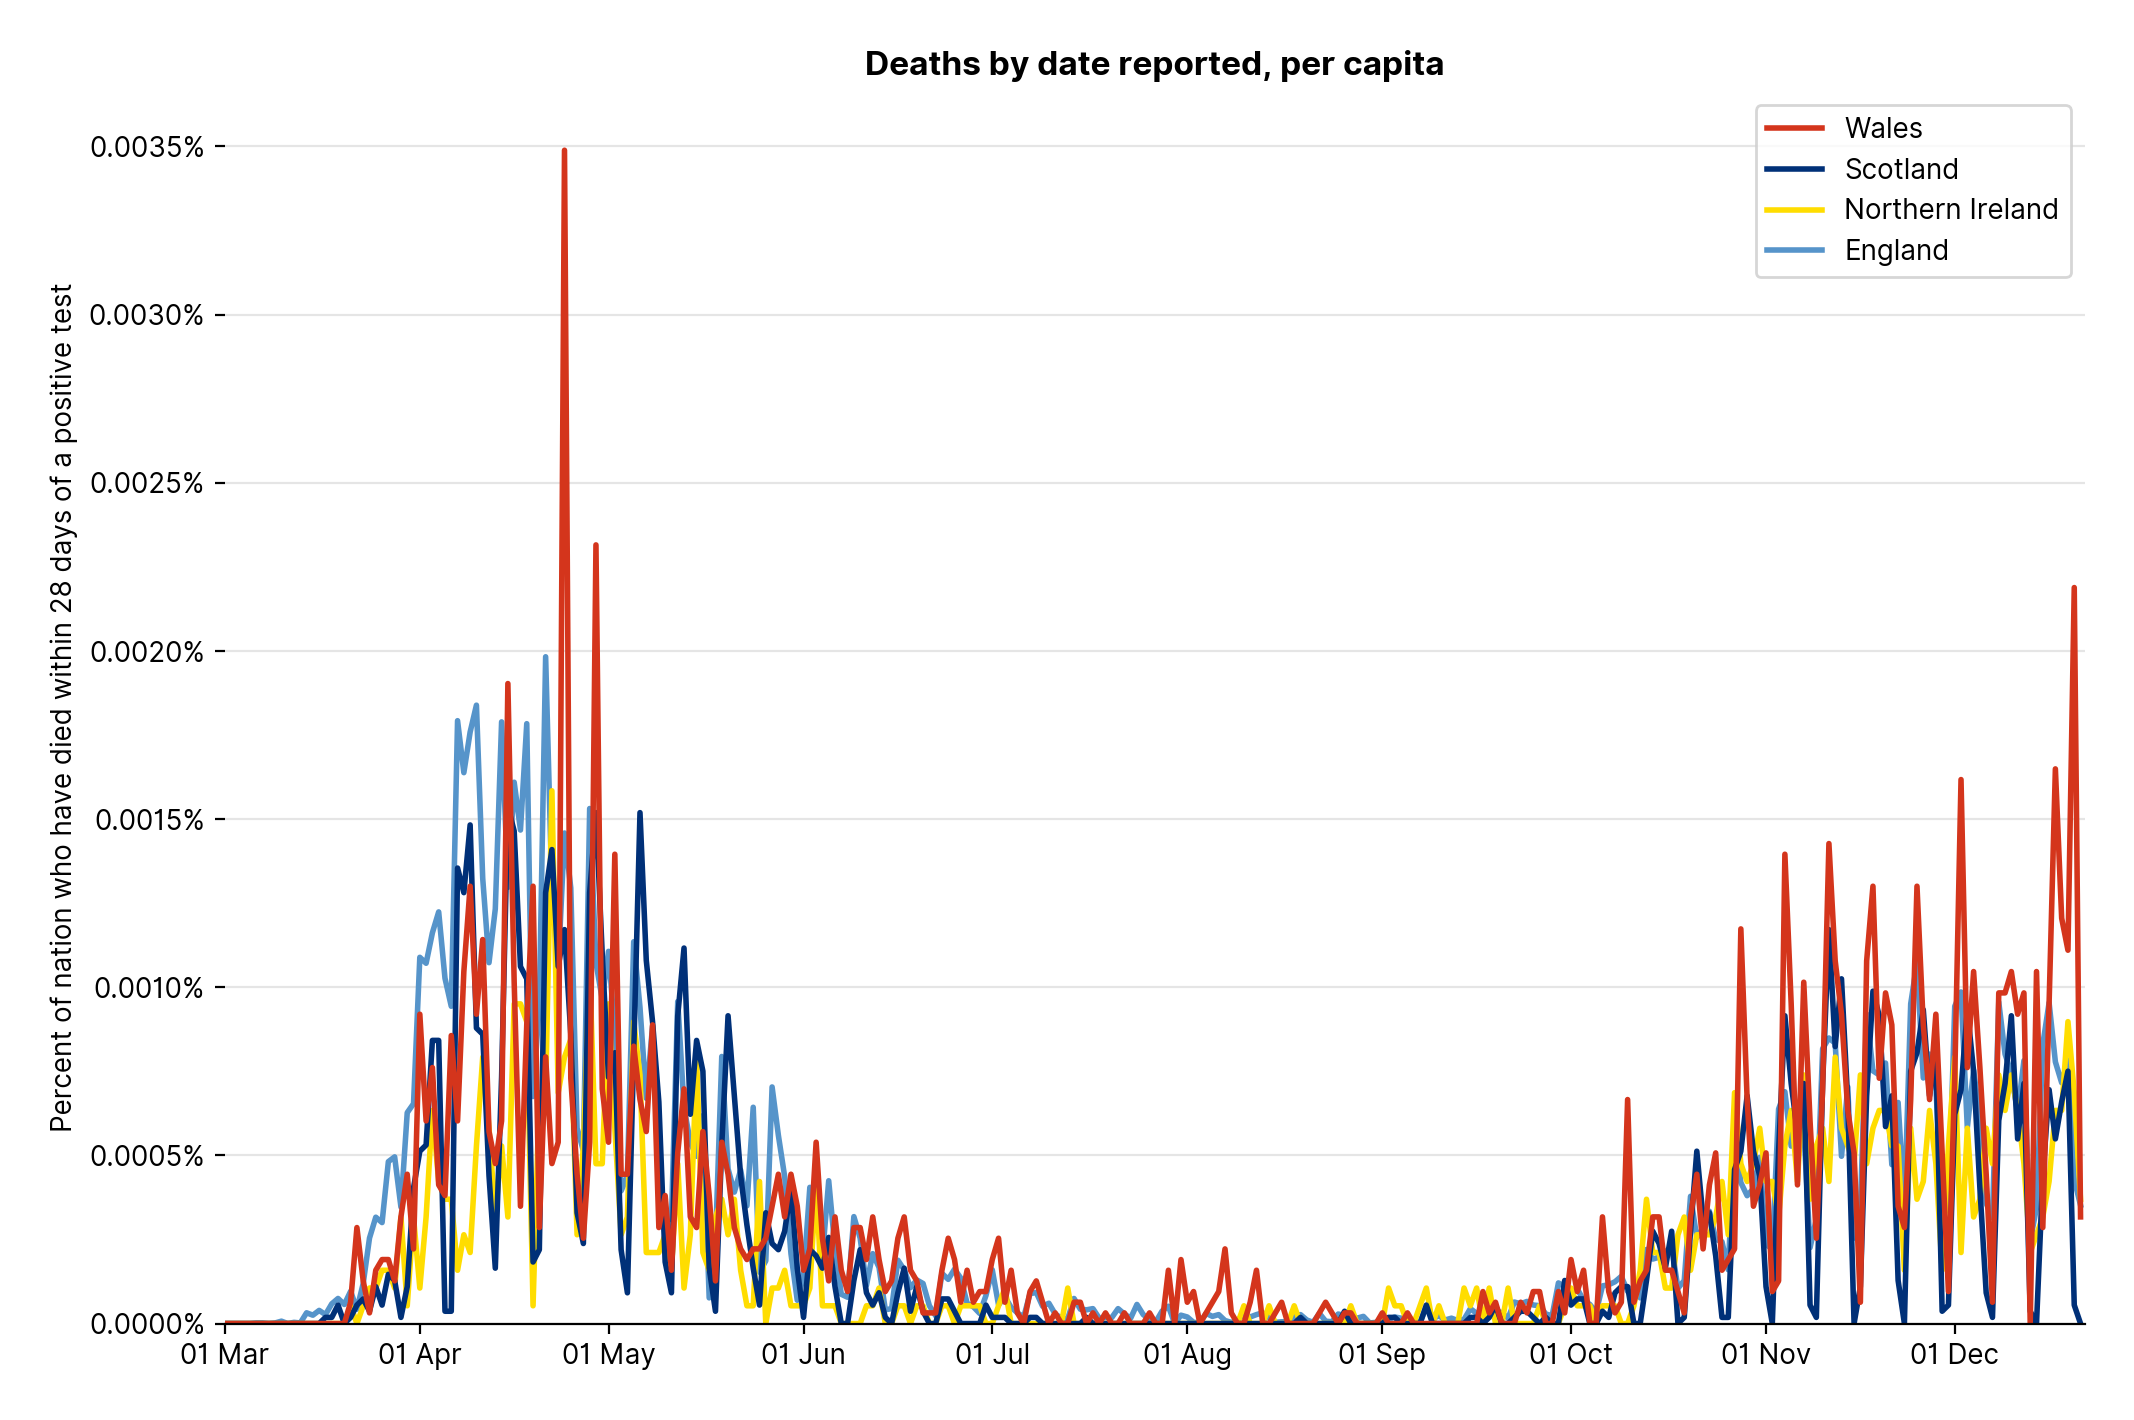 Deaths by date reported, per capita
Wales
Scotland
Northern Ireland
England
Percent of nation who have died within 28 days of a positive test
0.0035%
0.0030%
0.0025%
0.0020%
0.0015%
0.0010%
0.0005%
0.0000%
01 Mar
01 Apr
01 May
01 Jun
01 Jul
01 Aug
01 Sep
01 Oct
01 Nov
01 Dec